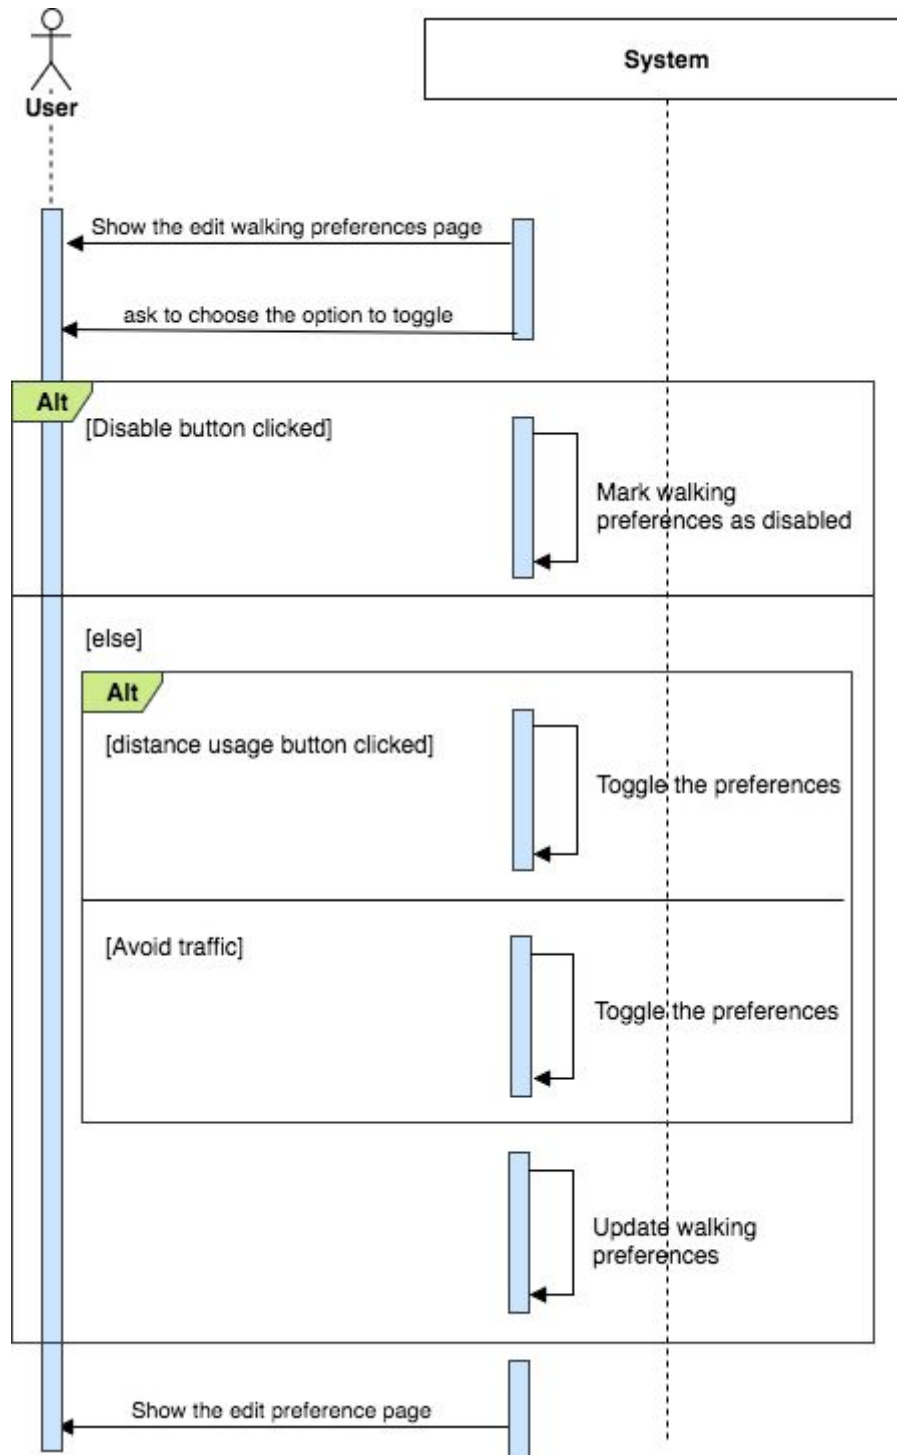 User
System
Show the edit walking preferences page
ask to choose the option to toggle
Alt
[Disable button clicked]
Mark walking
preferences as disabled
[else]
Alt
[distance usage button clicked]
Toggle the preferences
[Avoid traffic]
Toggle the preferences
Update walking
preferences
Show the edit preference page